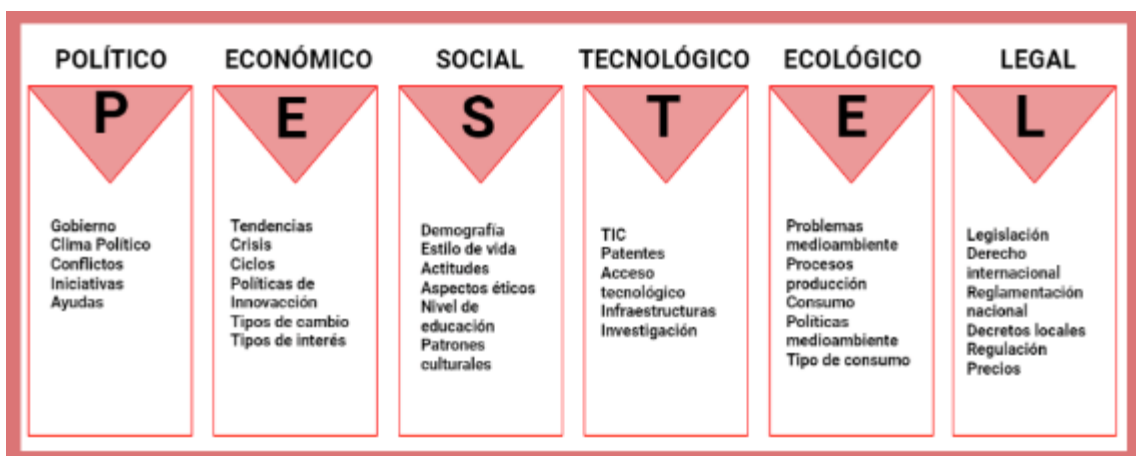 POLÍTICO
P
Gobierno
Clima Político
Conflictos
Iniciativas
Ayudas
ECONÓMICO
E
Tendencias
Crisis
Ciclos
Políticas de
Innovacción
Tipos de cambio
Tipos de interés
SOCIAL
S
Demografía
Estilo de vida
Actitudes
Aspectos éticos
Nivel de
educación
Patrones
culturales
TECNOLÓGICO
T
TIC
Patentes
Acceso
tecnológico
Infraestructuras
Investigación
ECOLÓGICO
E
Problemas
medioambiente
Procesos
producción
Consumo
Políticas
medioambiente
Tipo de consumo
LEGAL
L
Legislación
Derecho
internacional
Reglamentación
nacional
Decretos locales
Regulación
Precios